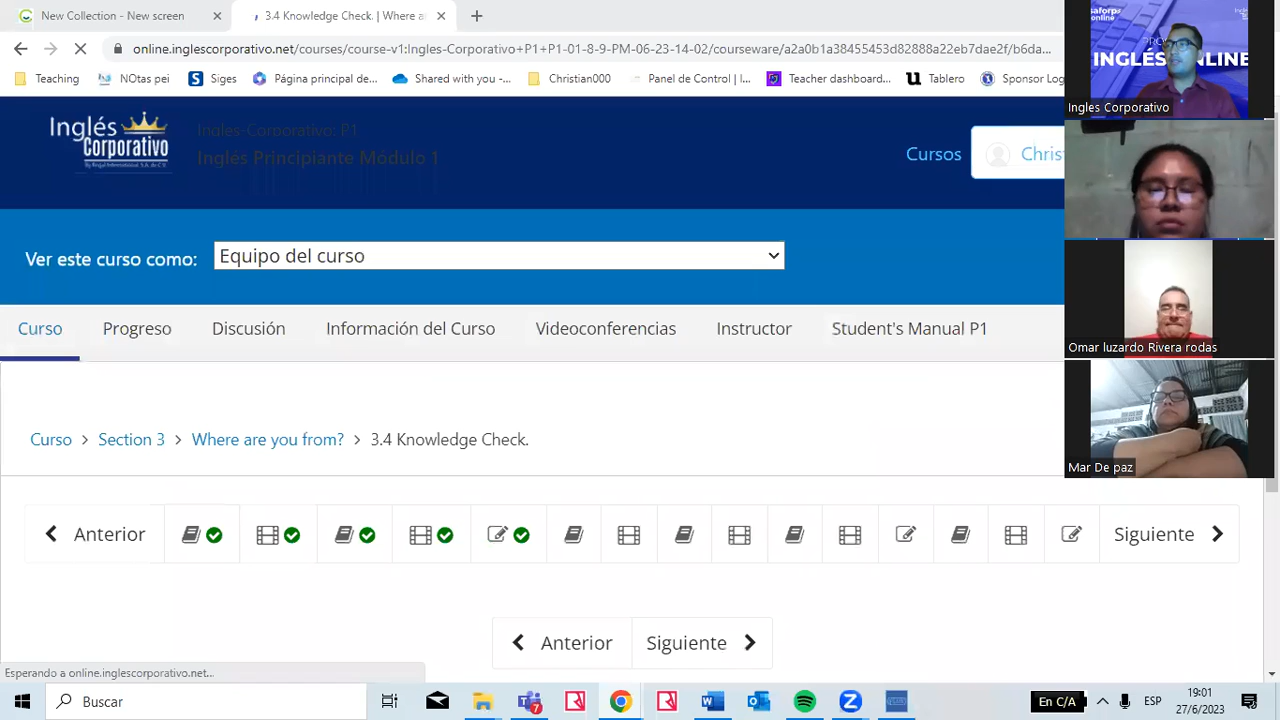 New Collection - New screen
3.4 Knowledge Check. | Where a
online.inglescorporativo.net/courses/course-v1:Ingles-Corporativo+P1+P1-01-8-9-PM-06-23-14-02/courseware/a2a0b1a38455453d82888a22eb7dae2f/b6da...
Teaching
NOtas pei
Siges
Página principal de...
Shared with you -...
Christian000
Panel de Control | I...
Teacher dashboard...
Tablero
Sponsor Log
Inglés
Corporativo
Ingles-Corporativo: P1
Inglés Principiante Módulo 1
Cursos
Christ
Ver este curso como:
Equipo del curso
Curso
Progreso
Discusión
Información del Curso
Videoconferencias
Instructor
Student's Manual P1
Curso > Section 3 > Where are you from? > 3.4 Knowledge Check.
Anterior
Siguiente
Anterior
Siguiente
Esperando a online.inglescorporativo.net...
online
INGLÉS ONLINE
Ingles Corporativo
Omar luzardo Rivera rodas
Mar De paz
Buscar
7
En C/A
ESP
19:01
27/6/2023